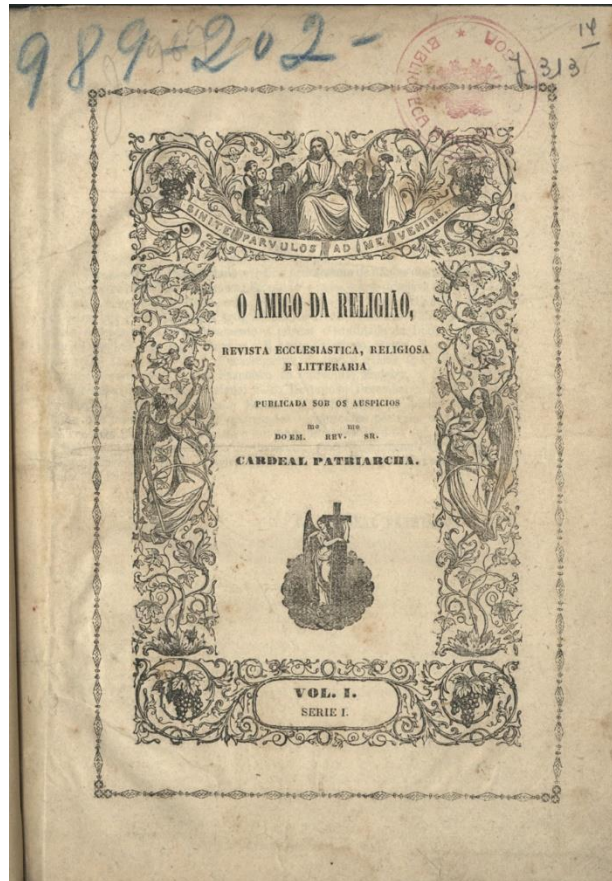 989-202-
14
313
BIBLIOTECA
SINITE PARVULOS AD ME VENIRE.
O AMIGO DA RELIGIÃO,
REVISTA ECCLESIASTICA, RELIGIOSA
E LITTERARIA
PUBLICADA SOB OS AUSPICIOS
DO EM.mo REV.mo SR.
CARDEAL PATRIARCHA.
VOL. I.
SERIE I.